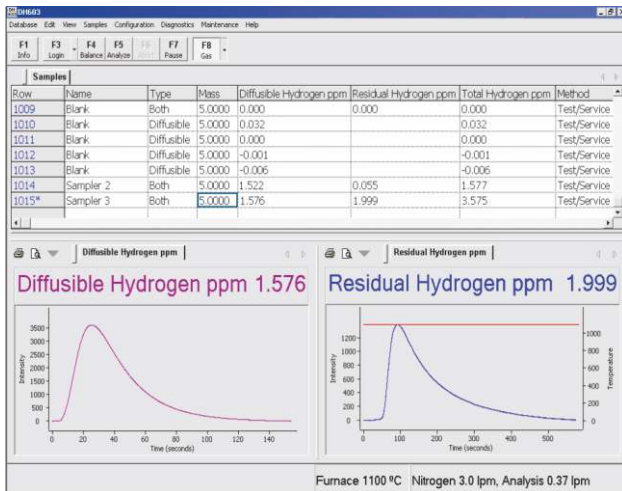 DH603
Database Edit View Samples Configuration Diagnostics Maintenance Help
F1 F3 F4 F5 F7 F8
Info Login Balance Analyze Pause Gas
Samples
Row Name Type Mass Diffusible Hydrogen ppm Residual Hydrogen ppm Total Hydrogen ppm Method
1009 Blank Both 5.0000 0.000 0.000 0.000 Test/Service
1010 Blank Diffusible 5.0000 0.032 0.032 Test/Service
1011 Blank Diffusible 5.0000 0.000 0.000 Test/Service
1012 Blank Diffusible 5.0000 -0.001 -0.001 Test/Service
1013 Blank Diffusible 5.0000 -0.006 -0.006 Test/Service
1014 Sampler 2 Both 5.0000 1.522 0.055 1.577 Test/Service
1015* Sampler 3 Both 5.0000 1.576 1.999 3.575 Test/Service
Diffusible Hydrogen ppm
Diffusible Hydrogen ppm 1.576
Intensity
3500
3000
2500
2000
1500
1000
500
0
0 20 40 60 80 100 120 140
Time (seconds)
Residual Hydrogen ppm
Residual Hydrogen ppm 1.999
Intensity
1200
1000
800
600
400
200
0
0 100 200 300 400 500
Time (seconds)
1000
800
600
400
200
0
Temperature
Furnace 1100 ºC Nitrogen 3.0 lpm, Analysis 0.37 lpm